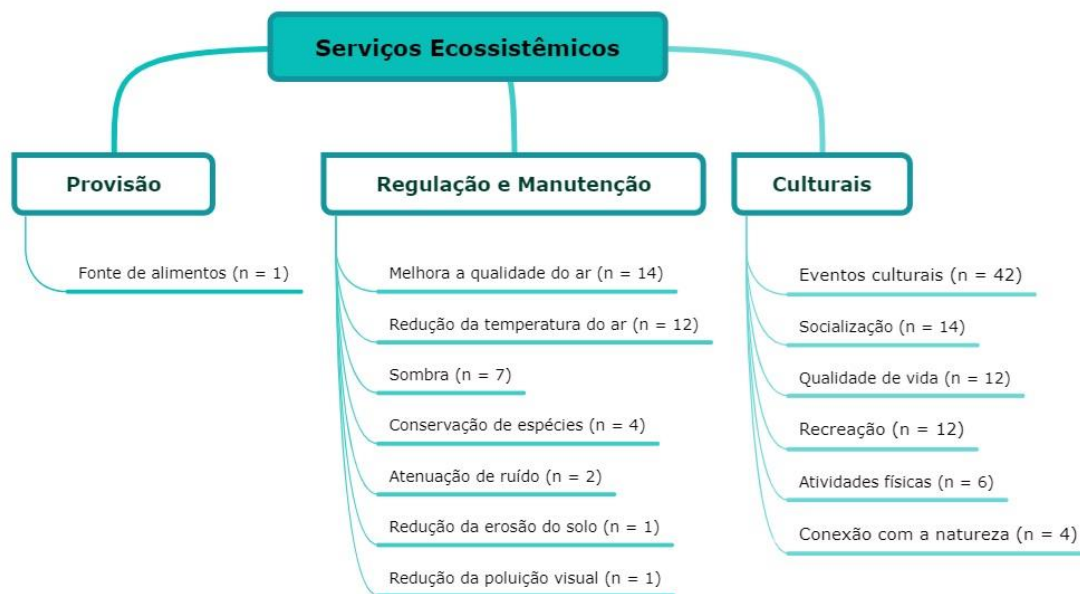 Serviços Ecossistêmicos
Provisão
Fonte de alimentos (n = 1)
Regulação e Manutenção
Melhora a qualidade do ar (n = 14)
Redução da temperatura do ar (n = 12)
Sombra (n = 7)
Conservação de espécies (n = 4)
Atenuação de ruído (n = 2)
Redução da erosão do solo (n = 1)
Redução da poluição visual (n = 1)
Culturais
Eventos culturais (n = 42)
Socialização (n = 14)
Qualidade de vida (n = 12)
Recreação (n = 12)
Atividades físicas (n = 6)
Conexão com a natureza (n = 4)